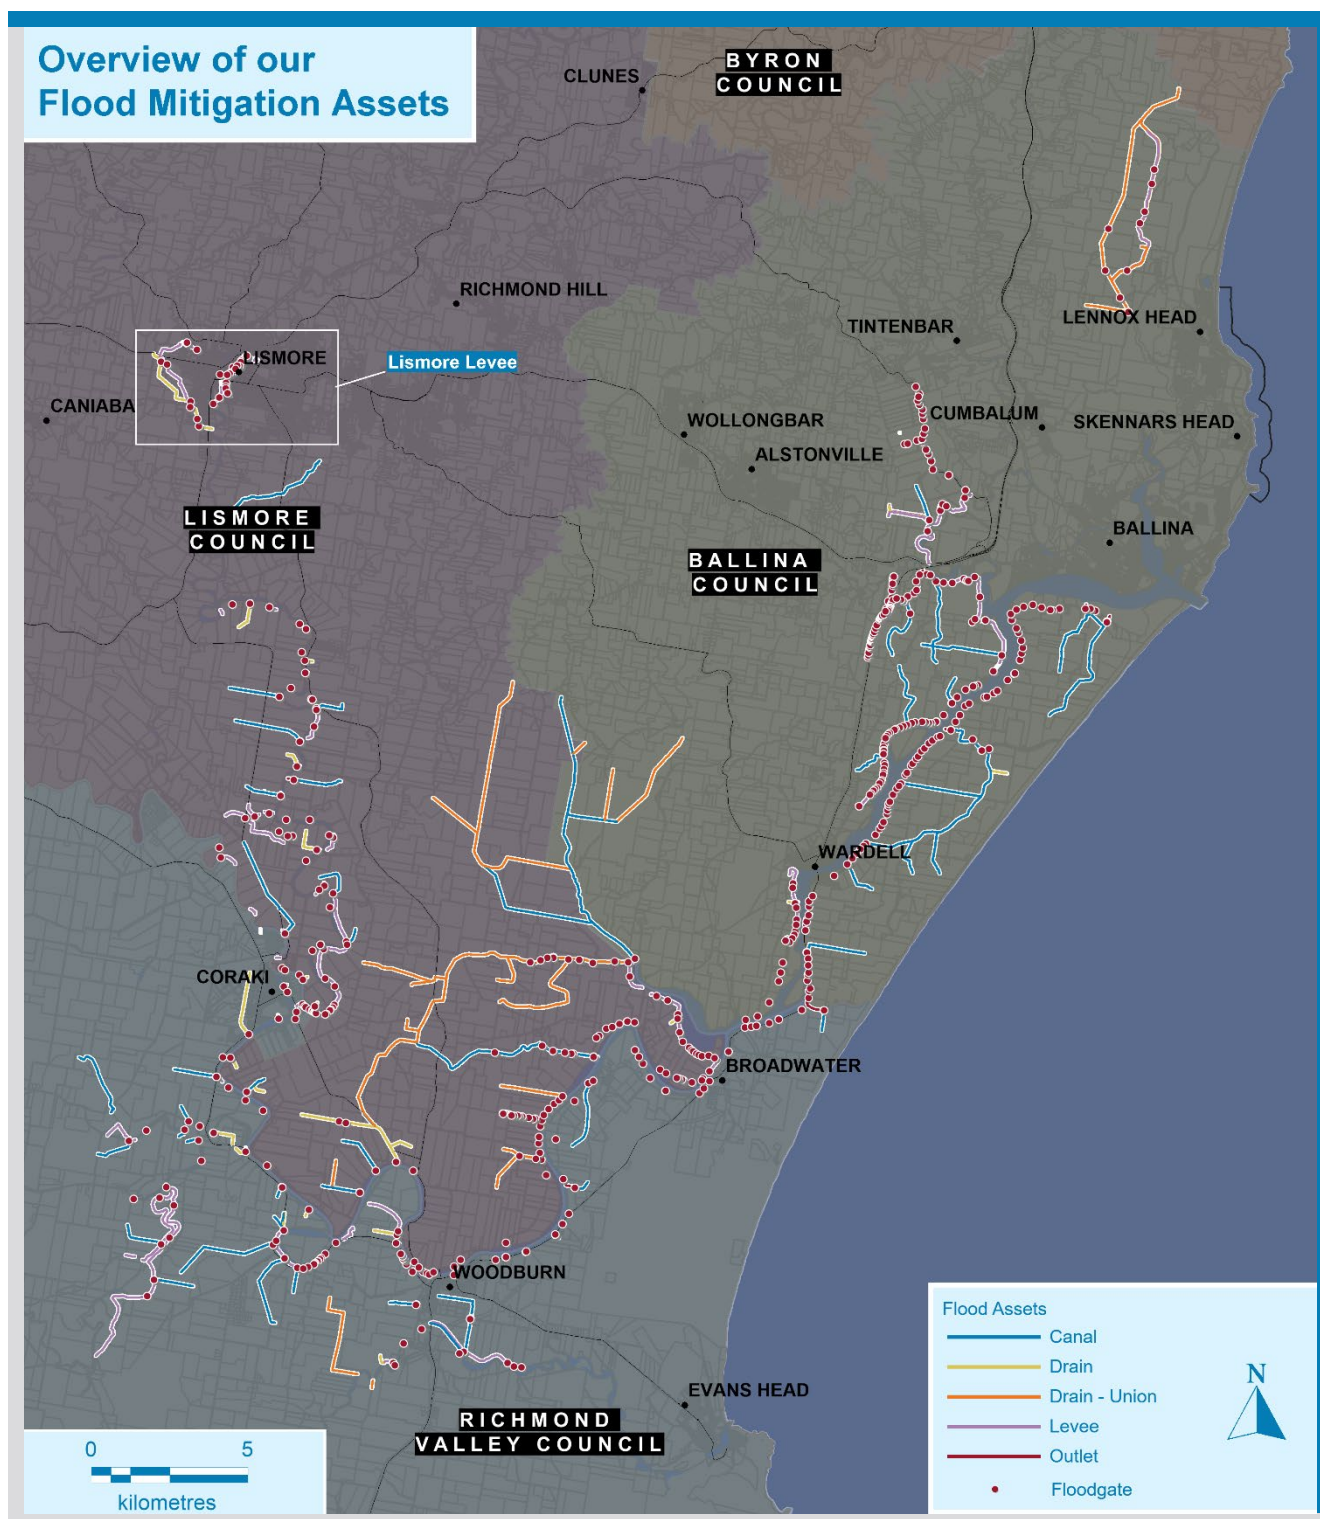 Overview of our
Flood Mitigation Assets
BYRON
COUNCIL
CLUNES
RICHMOND HILL
TINTENBAR
LENNOX HEAD
LISMORE
Lismore Levee
CANIABA
WOLLONGBAR
CUMBALUM
SKENNARS HEAD
ALSTONVILLE
LISMORE
COUNCIL
BALLINA
BALLINA
COUNCIL
WARDELL
CORAKI
BROADWATER
WOODBURN
EVANS HEAD
RICHMOND
VALLEY COUNCIL
Flood Assets
Canal
Drain
Drain - Union
Levee
Outlet
Floodgate
N
0 5
kilometres